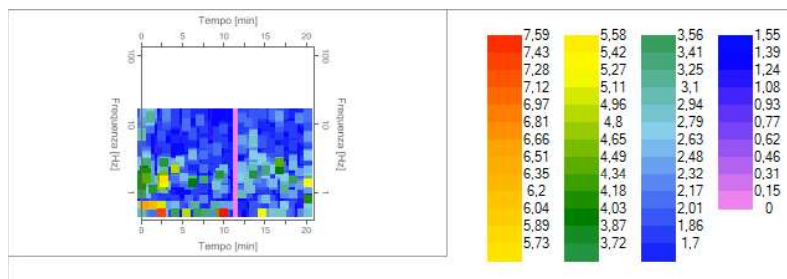 Tempo [min]
0 5 10 15 20
100 100
Frequenza [Hz] Frequenza [Hz]
10 10
1 1
0 5 10 15 20
Tempo [min]
7,59 5,58 3,56 1,55
7,43 5,42 3,41 1,39
7,28 5,27 3,25 1,24
7,12 5,11 3,1 1,08
6,97 4,96 2,94 0,93
6,81 4,8 2,79 0,77
6,66 4,65 2,63 0,62
6,51 4,49 2,48 0,46
6,35 4,34 2,32 0,31
6,2 4,18 2,17 0,15
6,04 4,03 2,01 0
5,89 3,87 1,86
5,73 3,72 1,7